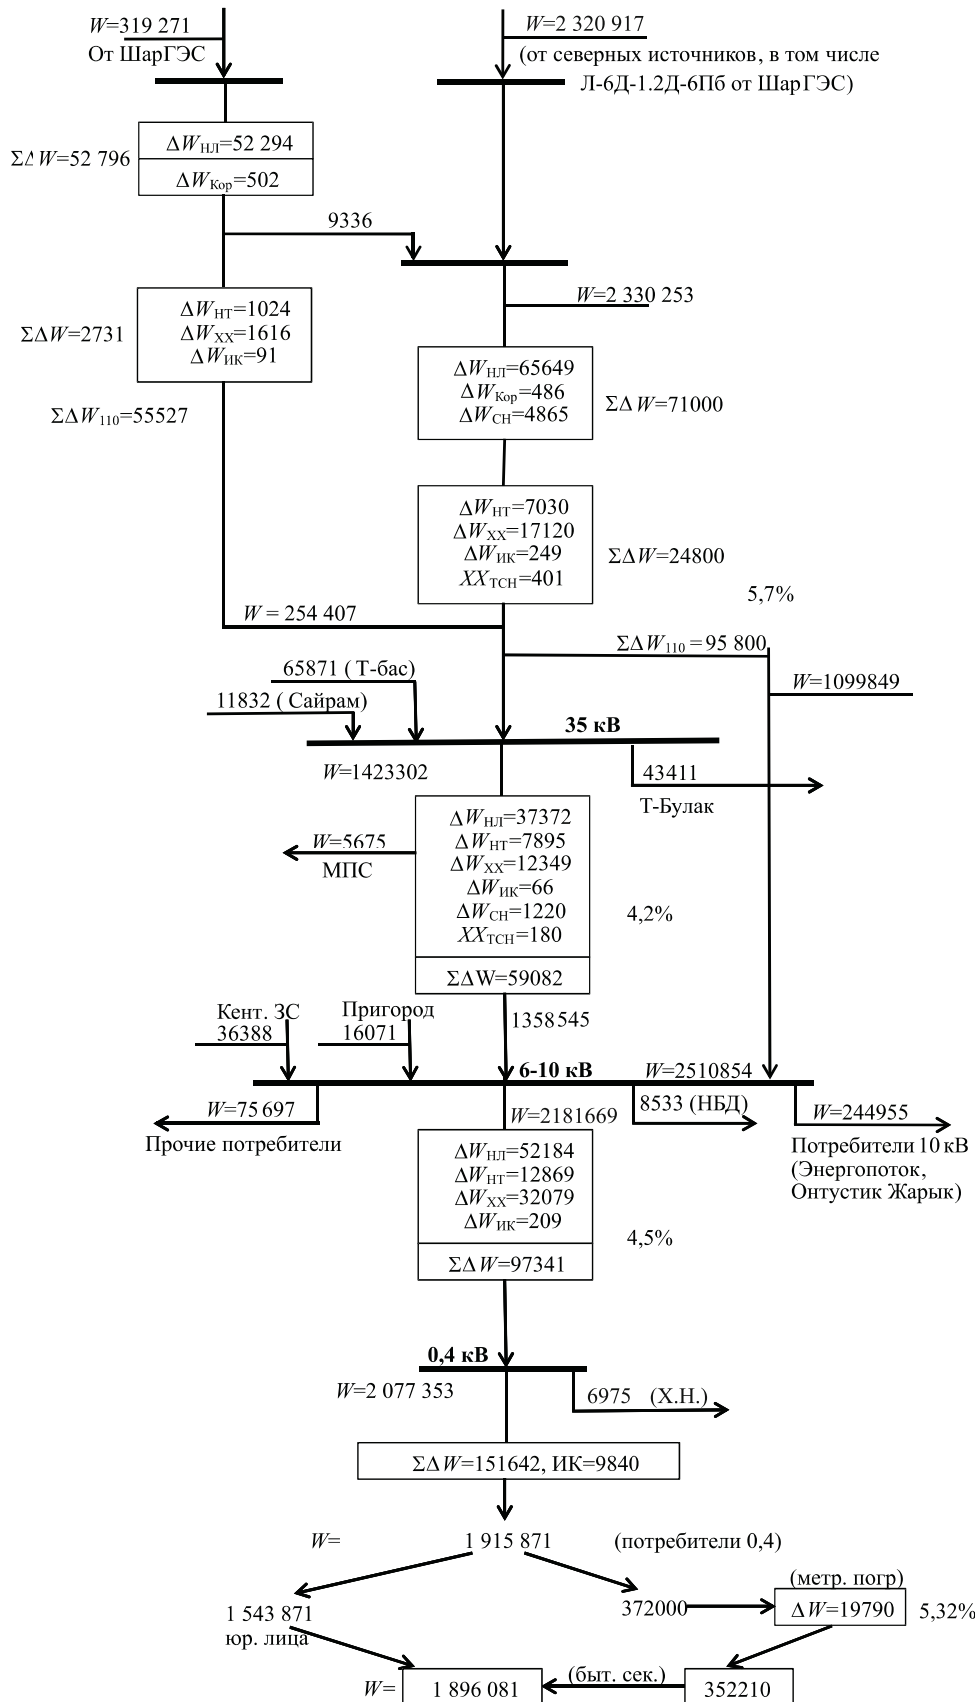 W=319 271
От ШарГЭС
W=2 320 917
(от северных источников, в том числе
Л-6Д-1.2Д-6Пб от ШарГЭС)
ΣΔW=52 796
ΔWНЛ=52 294
ΔWКор=502
9336
W=2 330 253
ΣΔW=2731
ΔWНТ=1024
ΔWХХ=1616
ΔWИК=91
ΣΔW110=55527
ΔWНЛ=65649
ΔWКор=486
ΔWСН=4865
ΣΔW=71000
ΔWНТ=7030
ΔWХХ=17120
ΔWИК=249
XXТСН=401
ΣΔW=24800
5,7%
W = 254 407
ΣΔW110 = 95 800
65871 ( Т-бас)
11832 ( Сайрам)
W=1099849
35 кВ
W=1423302
43411
Т-Булак
W=5675
МПС
ΔWНЛ=37372
ΔWНТ=7895
ΔWХХ=12349
ΔWИК=66
ΔWСН=1220
XXТСН=180
ΣΔW=59082
4,2%
Кент. ЗС
36388
Пригород
16071
1358545
6-10 кВ
W=2510854
W=75697
Прочие потребители
W=2181669
8533 (НБД)
W=244955
Потребители 10 кВ
(Энергопоток,
Онтустик Жарык)
ΔWНЛ=52184
ΔWНТ=12869
ΔWХХ=32079
ΔWИК=209
ΣΔW=97341
4,5%
0,4 кВ
W=2 077 353
6975 (Х.Н.)
ΣΔW=151642, ИК=9840
W= 1 915 871 (потребители 0,4)
(метр. погр)
1 543 871
юр. лица
372000
ΔW=19790
5,32%
W= 1 896 081
(быт. сек.)
352210